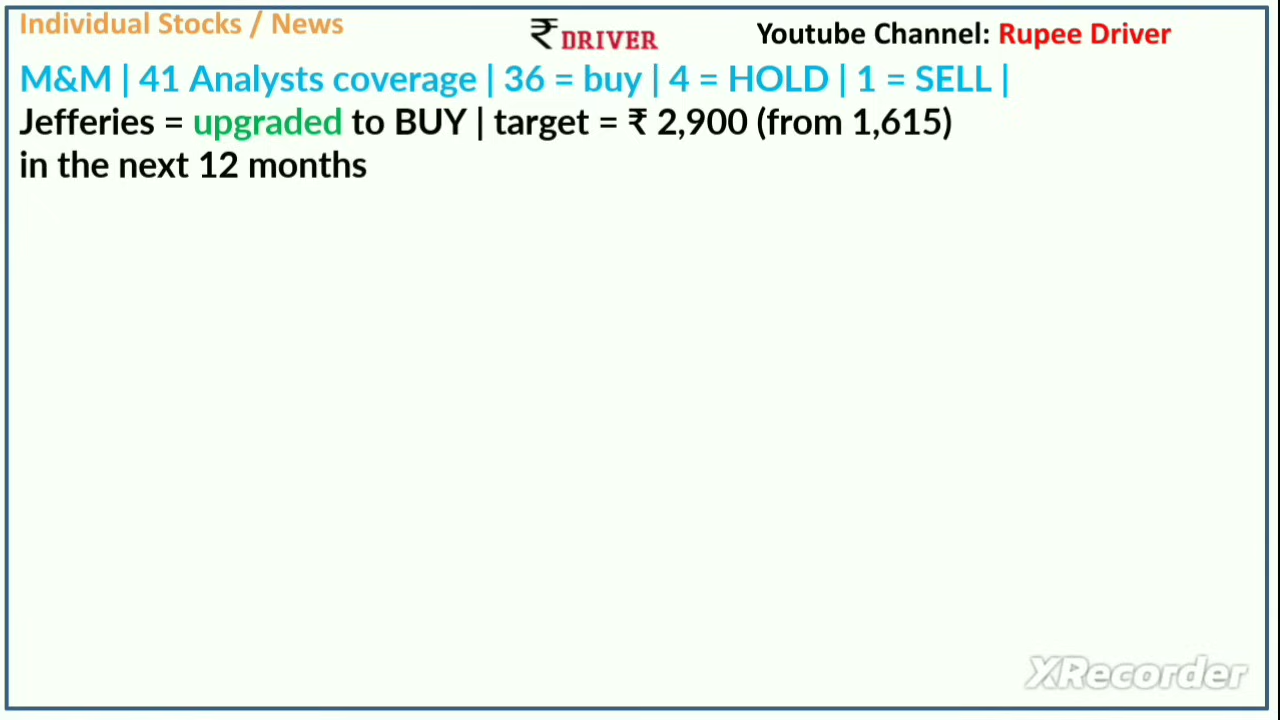 Individual Stocks / News
₹ DRIVER
Youtube Channel: Rupee Driver
M&M | 41 Analysts coverage | 36 = buy | 4 = HOLD | 1 = SELL |
Jefferies = upgraded to BUY | target = ₹ 2,900 (from 1,615)
in the next 12 months
XRecorder